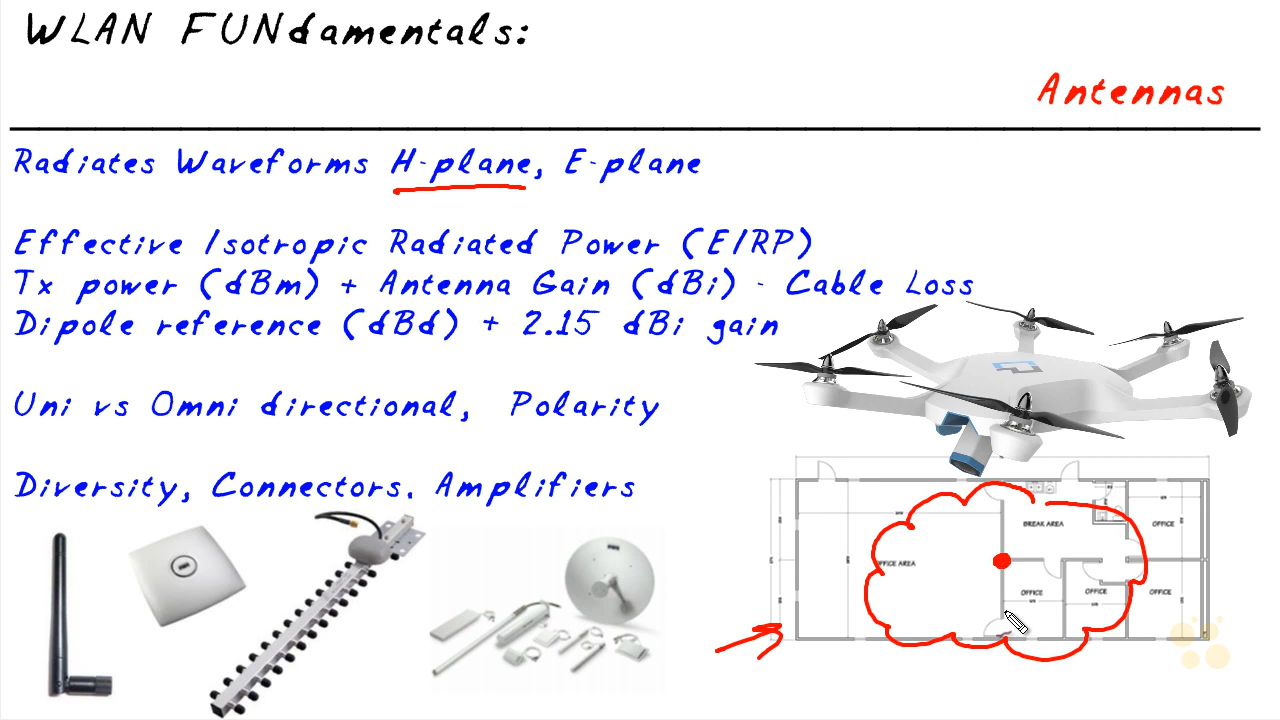 WLAN FUNdamentals:
Antennas
Radiates Waveforms H-plane, E-plane
Effective Isotropic Radiated Power (EIRP)
Tx power (dBm) + Antenna Gain (dBi) - Cable Loss
Dipole reference (dBd) + 2.15 dBi gain
Uni vs Omni directional, Polarity
Diversity, Connectors. Amplifiers
BREAK AREA
OFFICE
OFFICE AREA
OFFICE
OFFICE
OFFICE